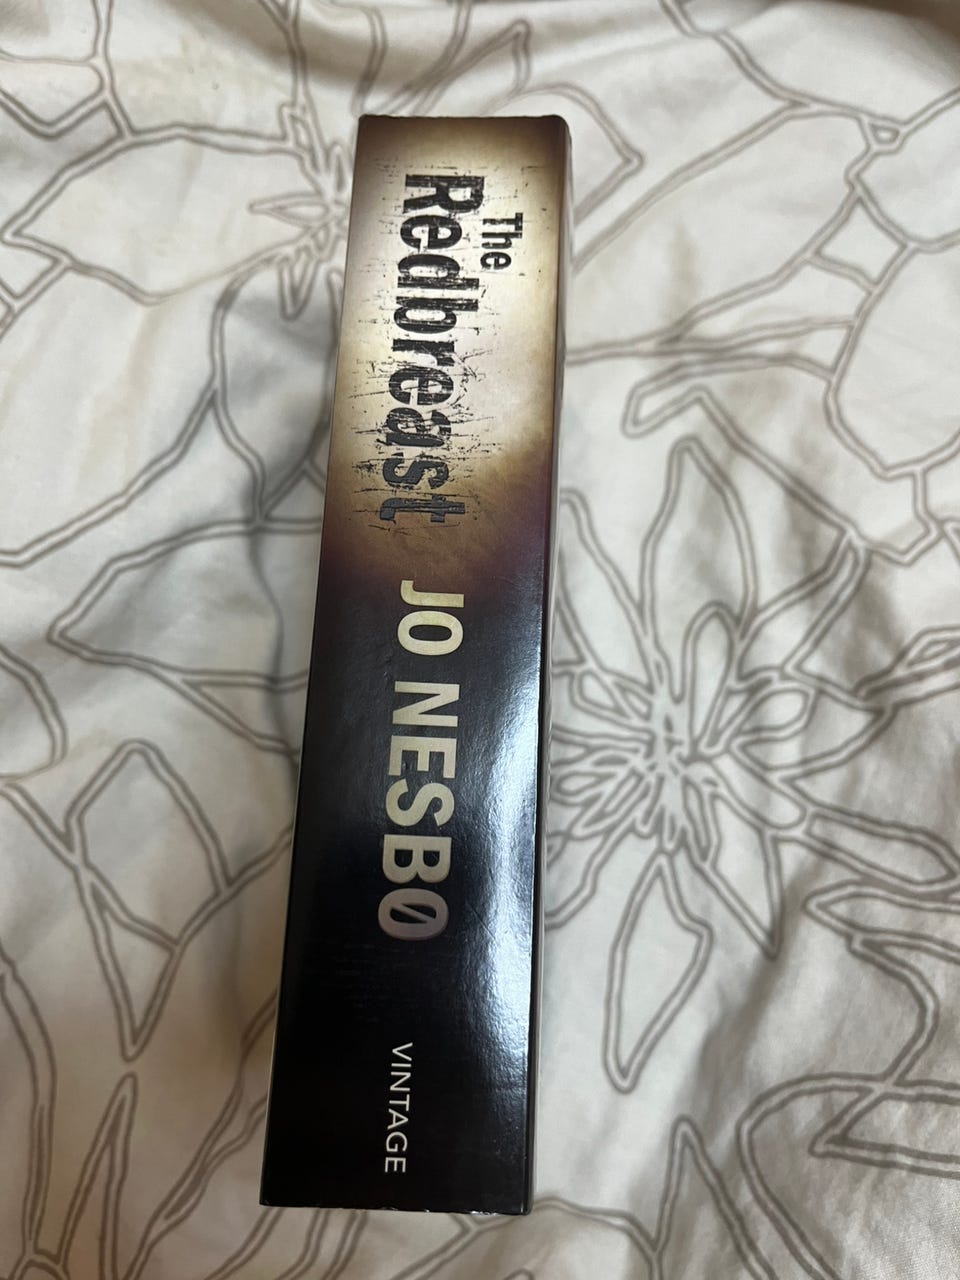 The
Redbreast
JO NESBØ
VINTAGE